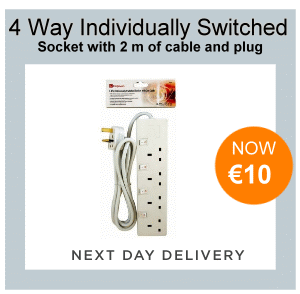 4 Way Individually Switched
Socket with 2 m of cable and plug
NOW
€10
NEXT DAY DELIVERY